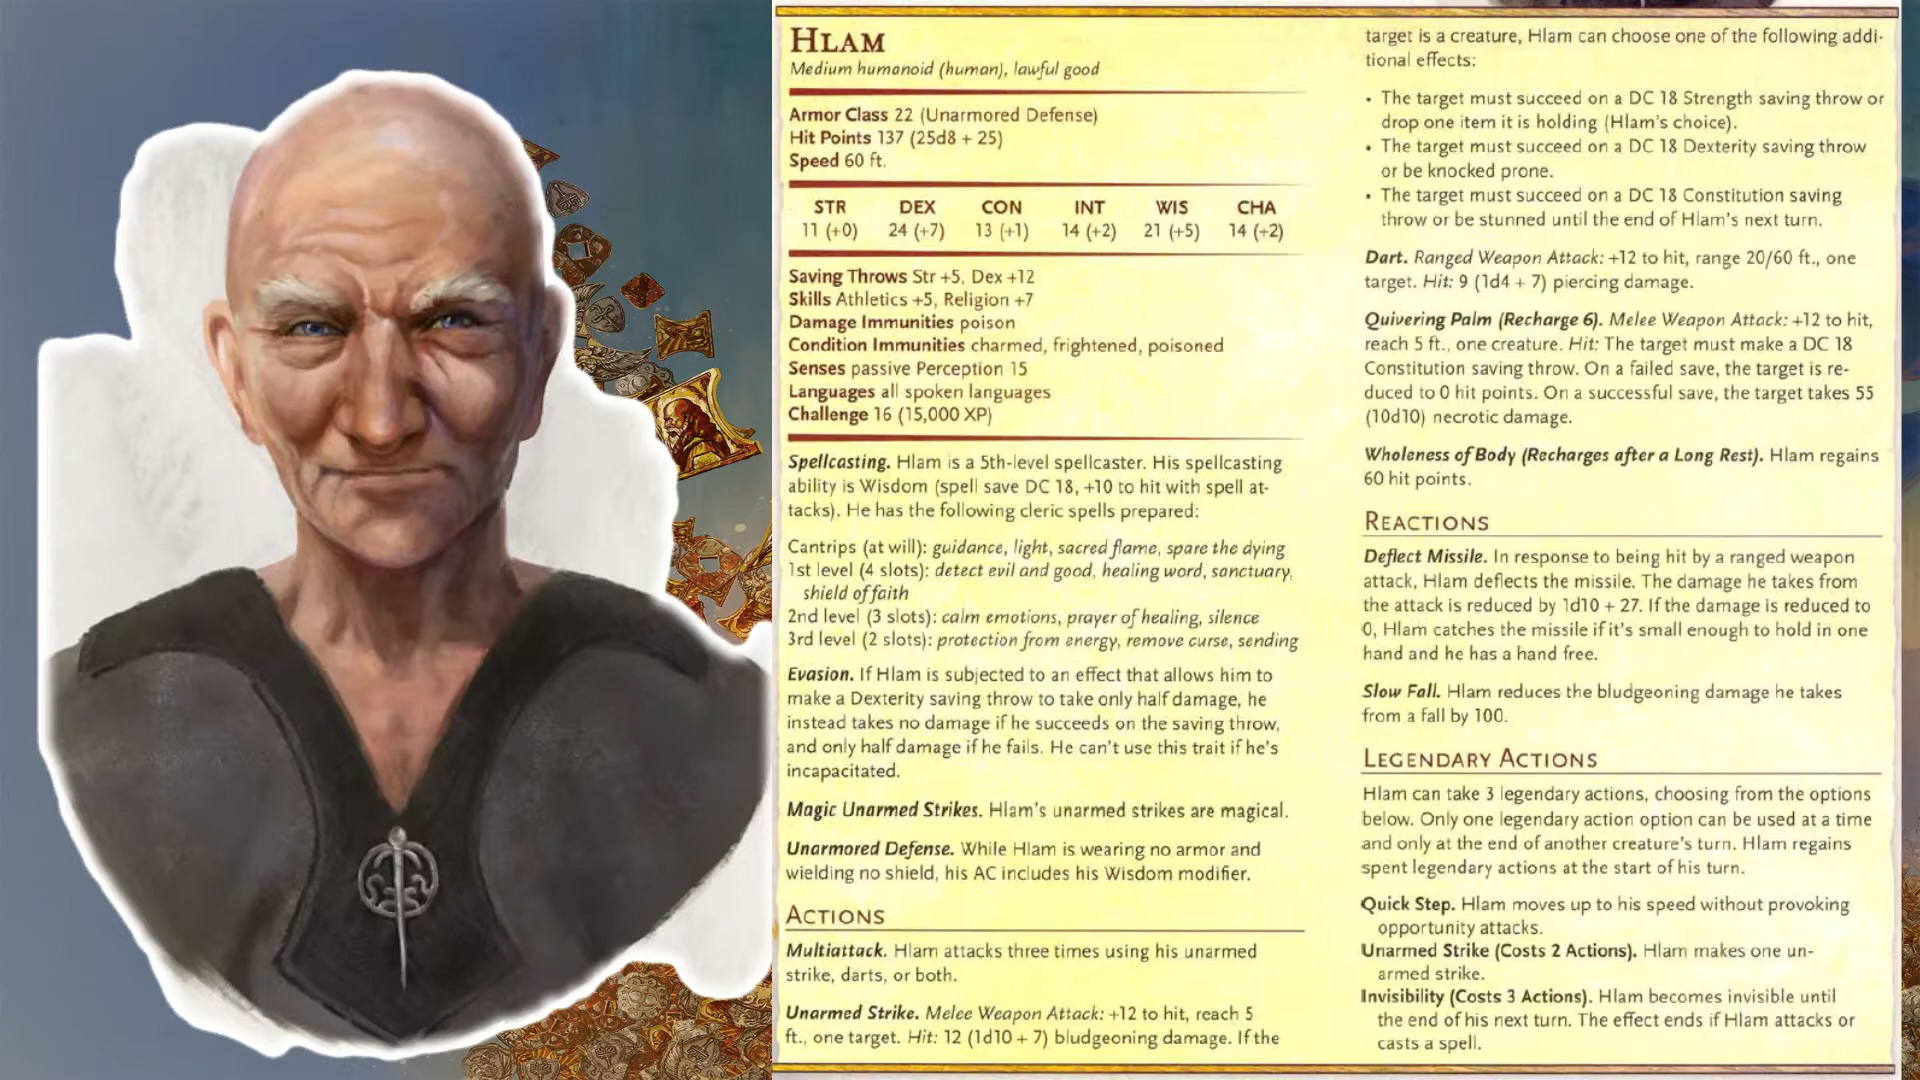 HLAM
Medium humanoid (human), lawful good
Armor Class 22 (Unarmored Defense)
Hit Points 137 (25d8 + 25)
Speed 60 ft.
STR DEX CON INT WIS CHA
11 (+0) 24 (+7) 13 (+1) 14 (+2) 21 (+5) 14 (+2)
Saving Throws Str +5, Dex +12
Skills Athletics +5, Religion +7
Damage Immunities poison
Condition Immunities charmed, frightened, poisoned
Senses passive Perception 15
Languages all spoken languages
Challenge 16 (15,000 XP)
Spellcasting. Hlam is a 5th-level spellcaster. His spellcasting
ability is Wisdom (spell save DC 18, +10 to hit with spell at-
tacks). He has the following cleric spells prepared:
Cantrips (at will): guidance, light, sacred flame, spare the dying
1st level (4 slots): detect evil and good, healing word, sanctuary,
shield of faith
2nd level (3 slots): calm emotions, prayer of healing, silence
3rd level (2 slots): protection from energy, remove curse, sending
Evasion. If Hlam is subjected to an effect that allows him to
make a Dexterity saving throw to take only half damage, he
instead takes no damage if he succeeds on the saving throw,
and only half damage if he fails. He can't use this trait if he's
incapacitated.
Magic Unarmed Strikes. Hlam's unarmed strikes are magical.
Unarmored Defense. While Hlam is wearing no armor and
wielding no shield, his AC includes his Wisdom modifier.
ACTIONS
Multiattack. Hlam attacks three times using his unarmed
strike, darts, or both.
Unarmed Strike. Melee Weapon Attack: +12 to hit, reach 5
ft., one target. Hit: 12 (1d10 + 7) bludgeoning damage. If the
target is a creature, Hlam can choose one of the following addi-
tional effects:
• The target must succeed on a DC 18 Strength saving throw or
drop one item it is holding (Hlam's choice).
• The target must succeed on a DC 18 Dexterity saving throw
or be knocked prone.
• The target must succeed on a DC 18 Constitution saving
throw or be stunned until the end of Hlam's next turn.
Dart. Ranged Weapon Attack: +12 to hit, range 20/60 ft., one
target. Hit: 9 (1d4 + 7) piercing damage.
Quivering Palm (Recharge 6). Melee Weapon Attack: +12 to hit,
reach 5 ft., one creature. Hit: The target must make a DC 18
Constitution saving throw. On a failed save, the target is re-
duced to 0 hit points. On a successful save, the target takes 55
(10d10) necrotic damage.
Wholeness of Body (Recharges after a Long Rest). Hlam regains
60 hit points.
REACTIONS
Deflect Missile. In response to being hit by a ranged weapon
attack, Hlam deflects the missile. The damage he takes from
the attack is reduced by 1d10 + 27. If the damage is reduced to
0, Hlam catches the missile if it's small enough to hold in one
hand and he has a hand free.
Slow Fall. Hlam reduces the bludgeoning damage he takes
from a fall by 100.
LEGENDARY ACTIONS
Hlam can take 3 legendary actions, choosing from the options
below. Only one legendary action option can be used at a time
and only at the end of another creature's turn. Hlam regains
spent legendary actions at the start of his turn.
Quick Step. Hlam moves up to his speed without provoking
opportunity attacks.
Unarmed Strike (Costs 2 Actions). Hlam makes one un-
armed strike.
Invisibility (Costs 3 Actions). Hlam becomes invisible until
the end of his next turn. The effect ends if Hlam attacks or
casts a spell.